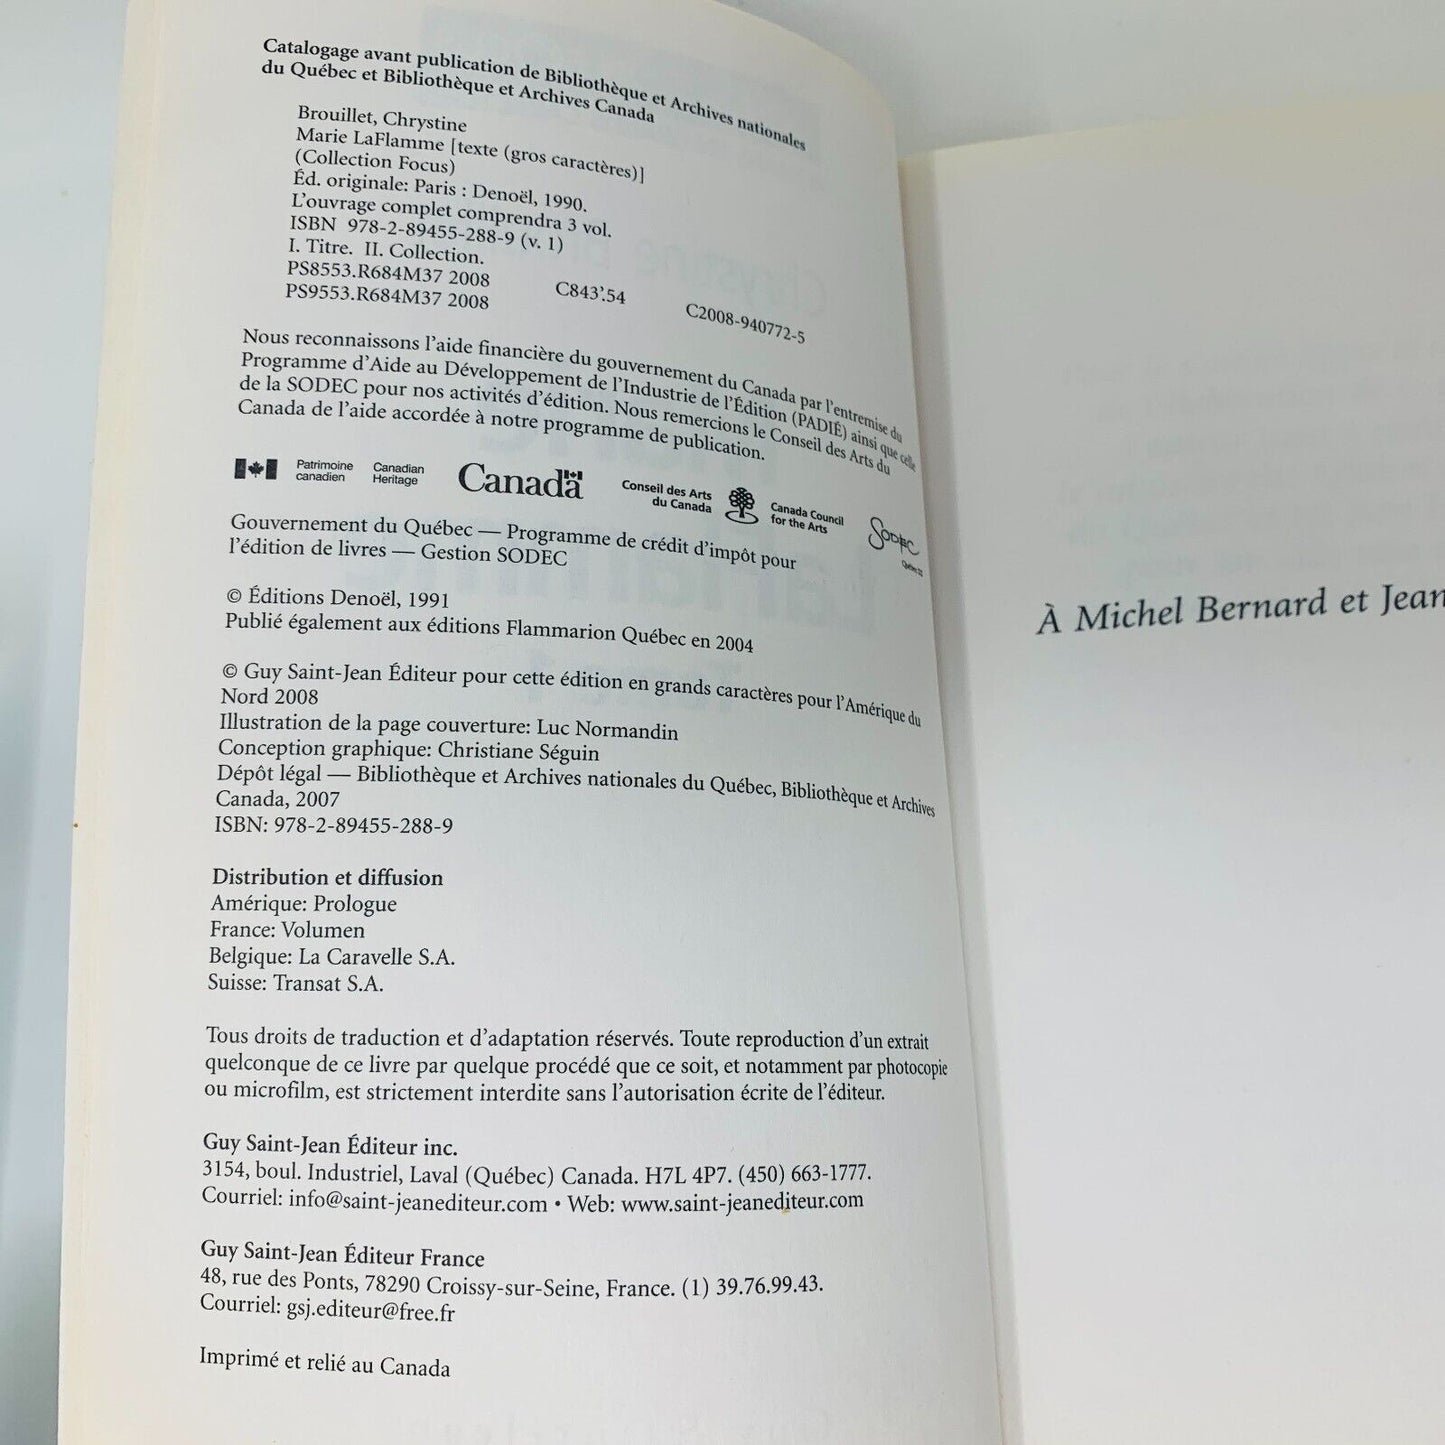 Catalogage avant publication de Bibliothèque et Archives nationales
du Québec et Bibliothèque et Archives Canada
Brouillet, Chrystine
Marie LaFlamme [texte (gros caractères)]
(Collection Focus)
Éd. originale: Paris : Denoël, 1990.
L'ouvrage complet comprendra 3 vol.
ISBN 978-2-89455-288-9 (v. 1)
I. Titre. II. Collection.
PS8553.R684M37 2008 C843'.54 C2008-940772-5
PS9553.R684M37 2008
Nous reconnaissons l'aide financière du gouvernement du Canada par l'entremise du
Programme d'Aide au Développement de l'Industrie de l'Édition (PADIÉ) ainsi que celle
de la SODEC pour nos activités d'édition. Nous remercions le Conseil des Arts du
Canada de l'aide accordée à notre programme de publication.
Patrimoine canadien Canadian Heritage Canada Conseil des Arts du Canada Canada Council for the Arts SODEC Québec
Gouvernement du Québec — Programme de crédit d'impôt pour
l'édition de livres — Gestion SODEC
© Éditions Denoël, 1991
Publié également aux éditions Flammarion Québec en 2004
© Guy Saint-Jean Éditeur pour cette édition en grands caractères pour l'Amérique du
Nord 2008
Illustration de la page couverture: Luc Normandin
Conception graphique: Christiane Séguin
Dépôt légal — Bibliothèque et Archives nationales du Québec, Bibliothèque et Archives
Canada, 2007
ISBN: 978-2-89455-288-9
Distribution et diffusion
Amérique: Prologue
France: Volumen
Belgique: La Caravelle S.A.
Suisse: Transat S.A.
Tous droits de traduction et d'adaptation réservés. Toute reproduction d'un extrait
quelconque de ce livre par quelque procédé que ce soit, et notamment par photocopie
ou microfilm, est strictement interdite sans l'autorisation écrite de l'éditeur.
Guy Saint-Jean Éditeur inc.
3154, boul. Industriel, Laval (Québec) Canada. H7L 4P7. (450) 663-1777.
Courriel: info@saint-jeanediteur.com • Web: www.saint-jeanediteur.com
Guy Saint-Jean Éditeur France
48, rue des Ponts, 78290 Croissy-sur-Seine, France. (1) 39.76.99.43.
Courriel: gsj.editeur@free.fr
Imprimé et relié au Canada
À Michel Bernard et Jean